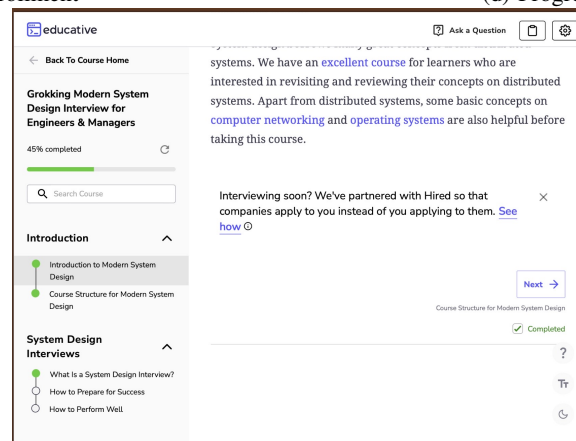 educative
Ask a Question
Back To Course Home
Grokking Modern System
Design Interview for
Engineers & Managers
45% completed
Search Course
Introduction
Introduction to Modern System
Design
Course Structure for Modern System
Design
System Design
Interviews
What Is a System Design Interview?
How to Prepare for Success
How to Perform Well
systems. We have an excellent course for learners who are
interested in revisiting and reviewing their concepts on distributed
systems. Apart from distributed systems, some basic concepts on
computer networking and operating systems are also helpful before
taking this course.
Interviewing soon? We've partnered with Hired so that
companies apply to you instead of you applying to them. See
how
Next →
Course Structure for Modern System Design
Completed
?
TT